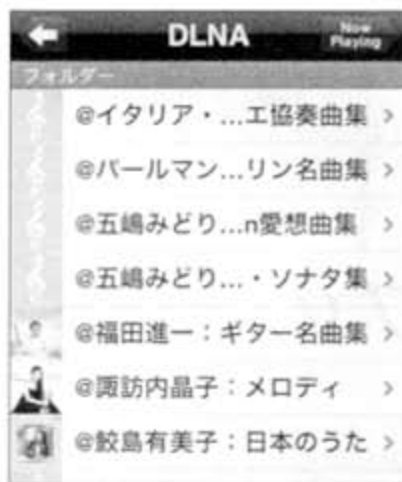 DLNA
Now
Playing
フォルダー
@イタリア・...エ協奏曲集
@パールマン...リン名曲集
@五嶋みどり...n愛想曲集
@五嶋みどり...・ソナタ集
@福田進一：ギター名曲集
@諏訪内晶子：メロディ
@鮫島有美子：日本のうた